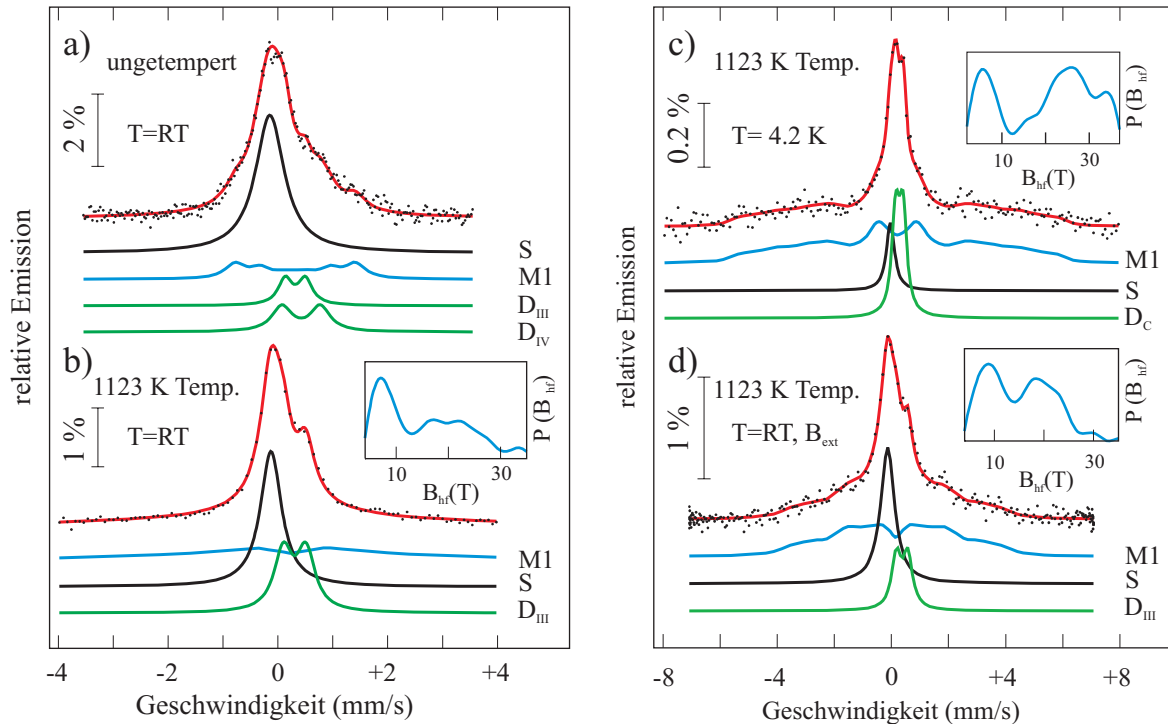 a)
ungetempert
2 %
T=RT
S
M1
D_III
D_IV
b)
1123 K Temp.
1 %
T=RT
10
30
B_hf(T)
P (B_hf)
M1
S
D_III
-4
-2
0
+2
+4
Geschwindigkeit (mm/s)
relative Emission
c)
1123 K Temp.
0.2 %
T= 4.2 K
10
30
B_hf(T)
P (B_hf)
M1
S
D_C
d)
1123 K Temp.
1 %
T=RT, B_ext
10
30
B_hf(T)
P (B_hf)
M1
S
D_III
-8
-4
0
+4
+8
Geschwindigkeit (mm/s)
relative Emission